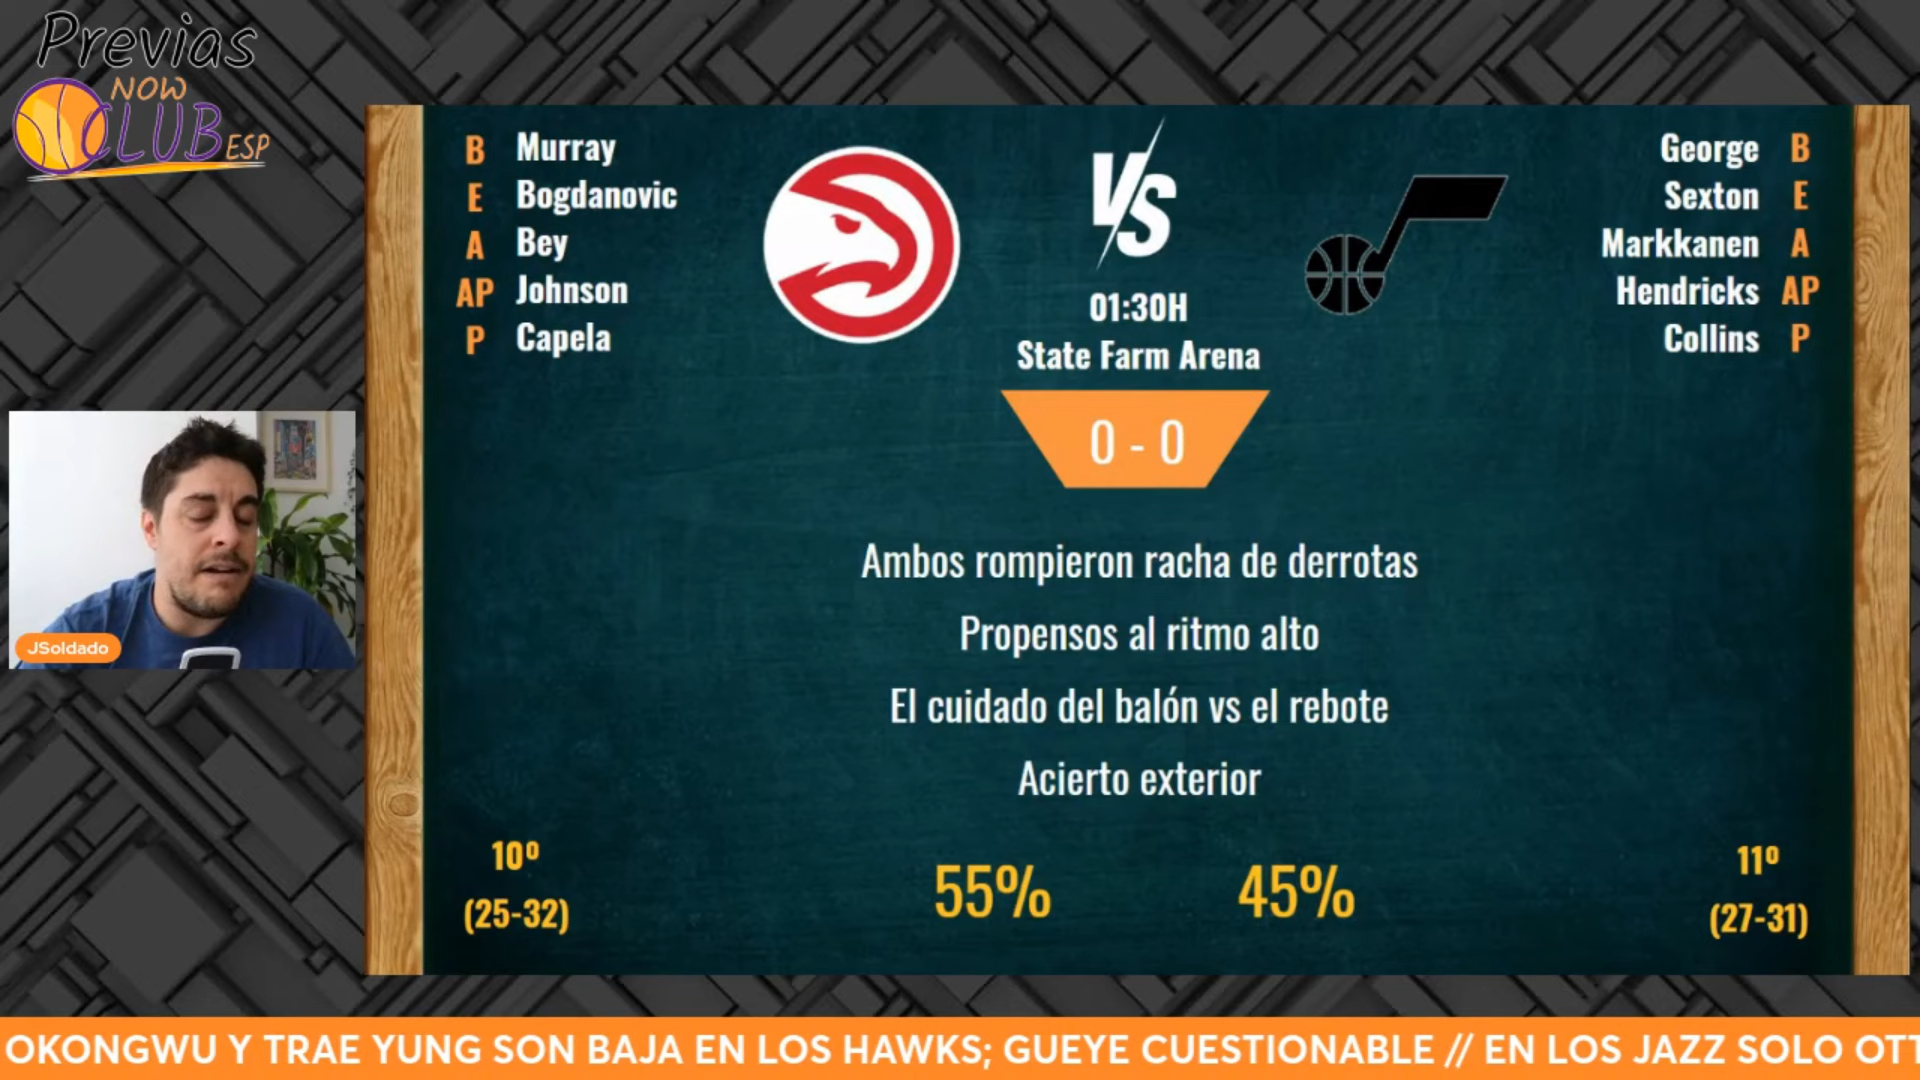 Previas
NOW
CLUB ESP
B Murray
E Bogdanovic
A Bey
AP Johnson
P Capela
VS
01:30H
State Farm Arena
0 - 0
George B
Sexton E
Markkanen A
Hendricks AP
Collins P
Ambos rompieron racha de derrotas
Propensos al ritmo alto
El cuidado del balón vs el rebote
Acierto exterior
10º
(25-32)
55%
45%
11º
(27-31)
JSoldado
OKONGWU Y TRAE YUNG SON BAJA EN LOS HAWKS; GUEYE CUESTIONABLE // EN LOS JAZZ SOLO OTT